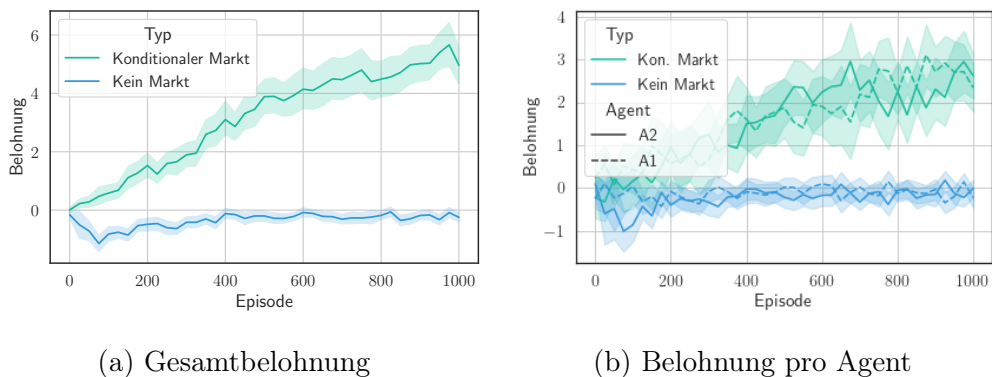 Typ
Konditionaler Markt
Kein Markt
Belohnung
6
4
2
0
0
200
400
600
800
1000
Episode
(a) Gesamtbelohnung
Typ
Kon. Markt
Kein Markt
Agent
A2
A1
Belohnung
4
3
2
1
0
−1
0
200
400
600
800
1000
Episode
(b) Belohnung pro Agent